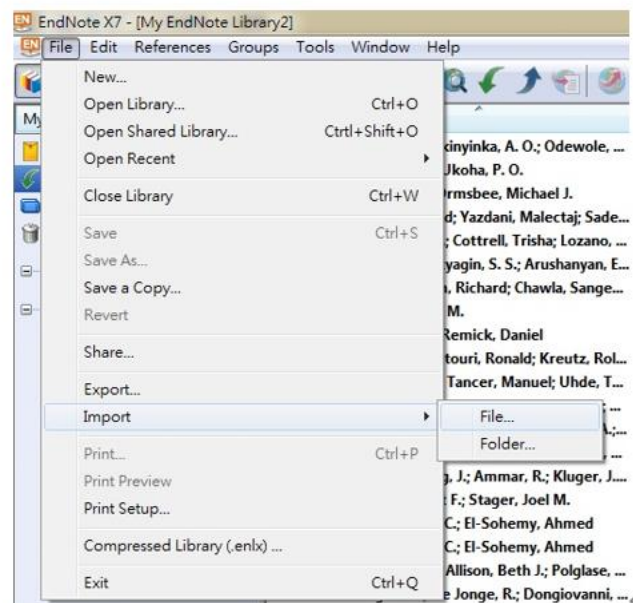 EndNote X7 - [My EndNote Library2]
File Edit References Groups Tools Window Help
New...
Open Library... Ctrl+O
Open Shared Library... Ctrtl+Shift+O
Open Recent
Close Library Ctrl+W
Save Ctrl+S
Save As...
Save a Copy...
Revert
Share...
Export...
Import
Print... Ctrl+P
Print Preview
Print Setup...
Compressed Library (.enlx) ...
Exit Ctrl+Q
File...
Folder...
My
kinyinka, A. O.; Odewole, ...
Jkoha, P. O.
rmsbee, Michael J.
d; Yazdani, Malectaj; Sade...
; Cottrell, Trisha; Lozano, ...
yagin, S. S.; Arushanyan, E...
, Richard; Chawla, Sange...
M.
Remick, Daniel
touri, Ronald; Kreutz, Rol...
Tancer, Manuel; Uhde, T...
, J.; Ammar, R.; Kluger, J....
F.; Stager, Joel M.
C.; El-Sohemy, Ahmed
C.; El-Sohemy, Ahmed
Allison, Beth J.; Polglase, ...
e Jonge, R.; Dongiovanni, ...